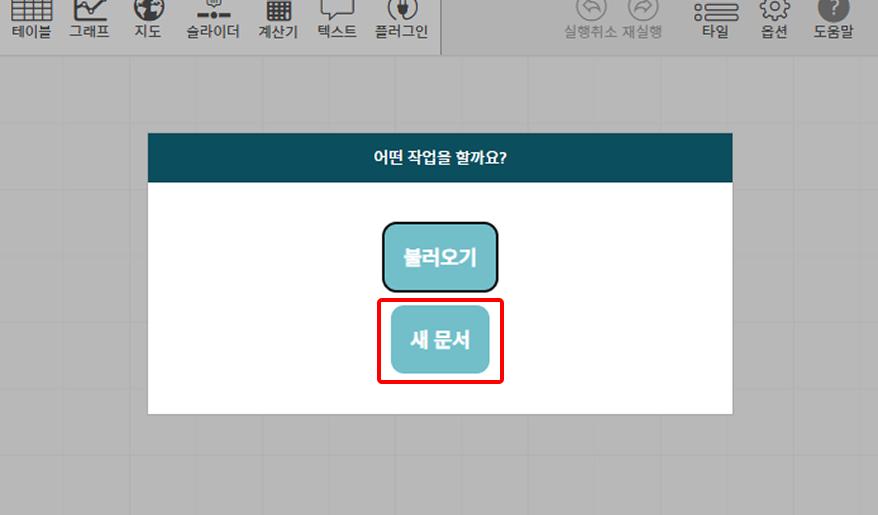 테이블 그래프 지도 슬라이더 계산기 텍스트 플러그인 실행취소 재실행 타일 옵션 도움말
어떤 작업을 할까요?
불러오기
새 문서